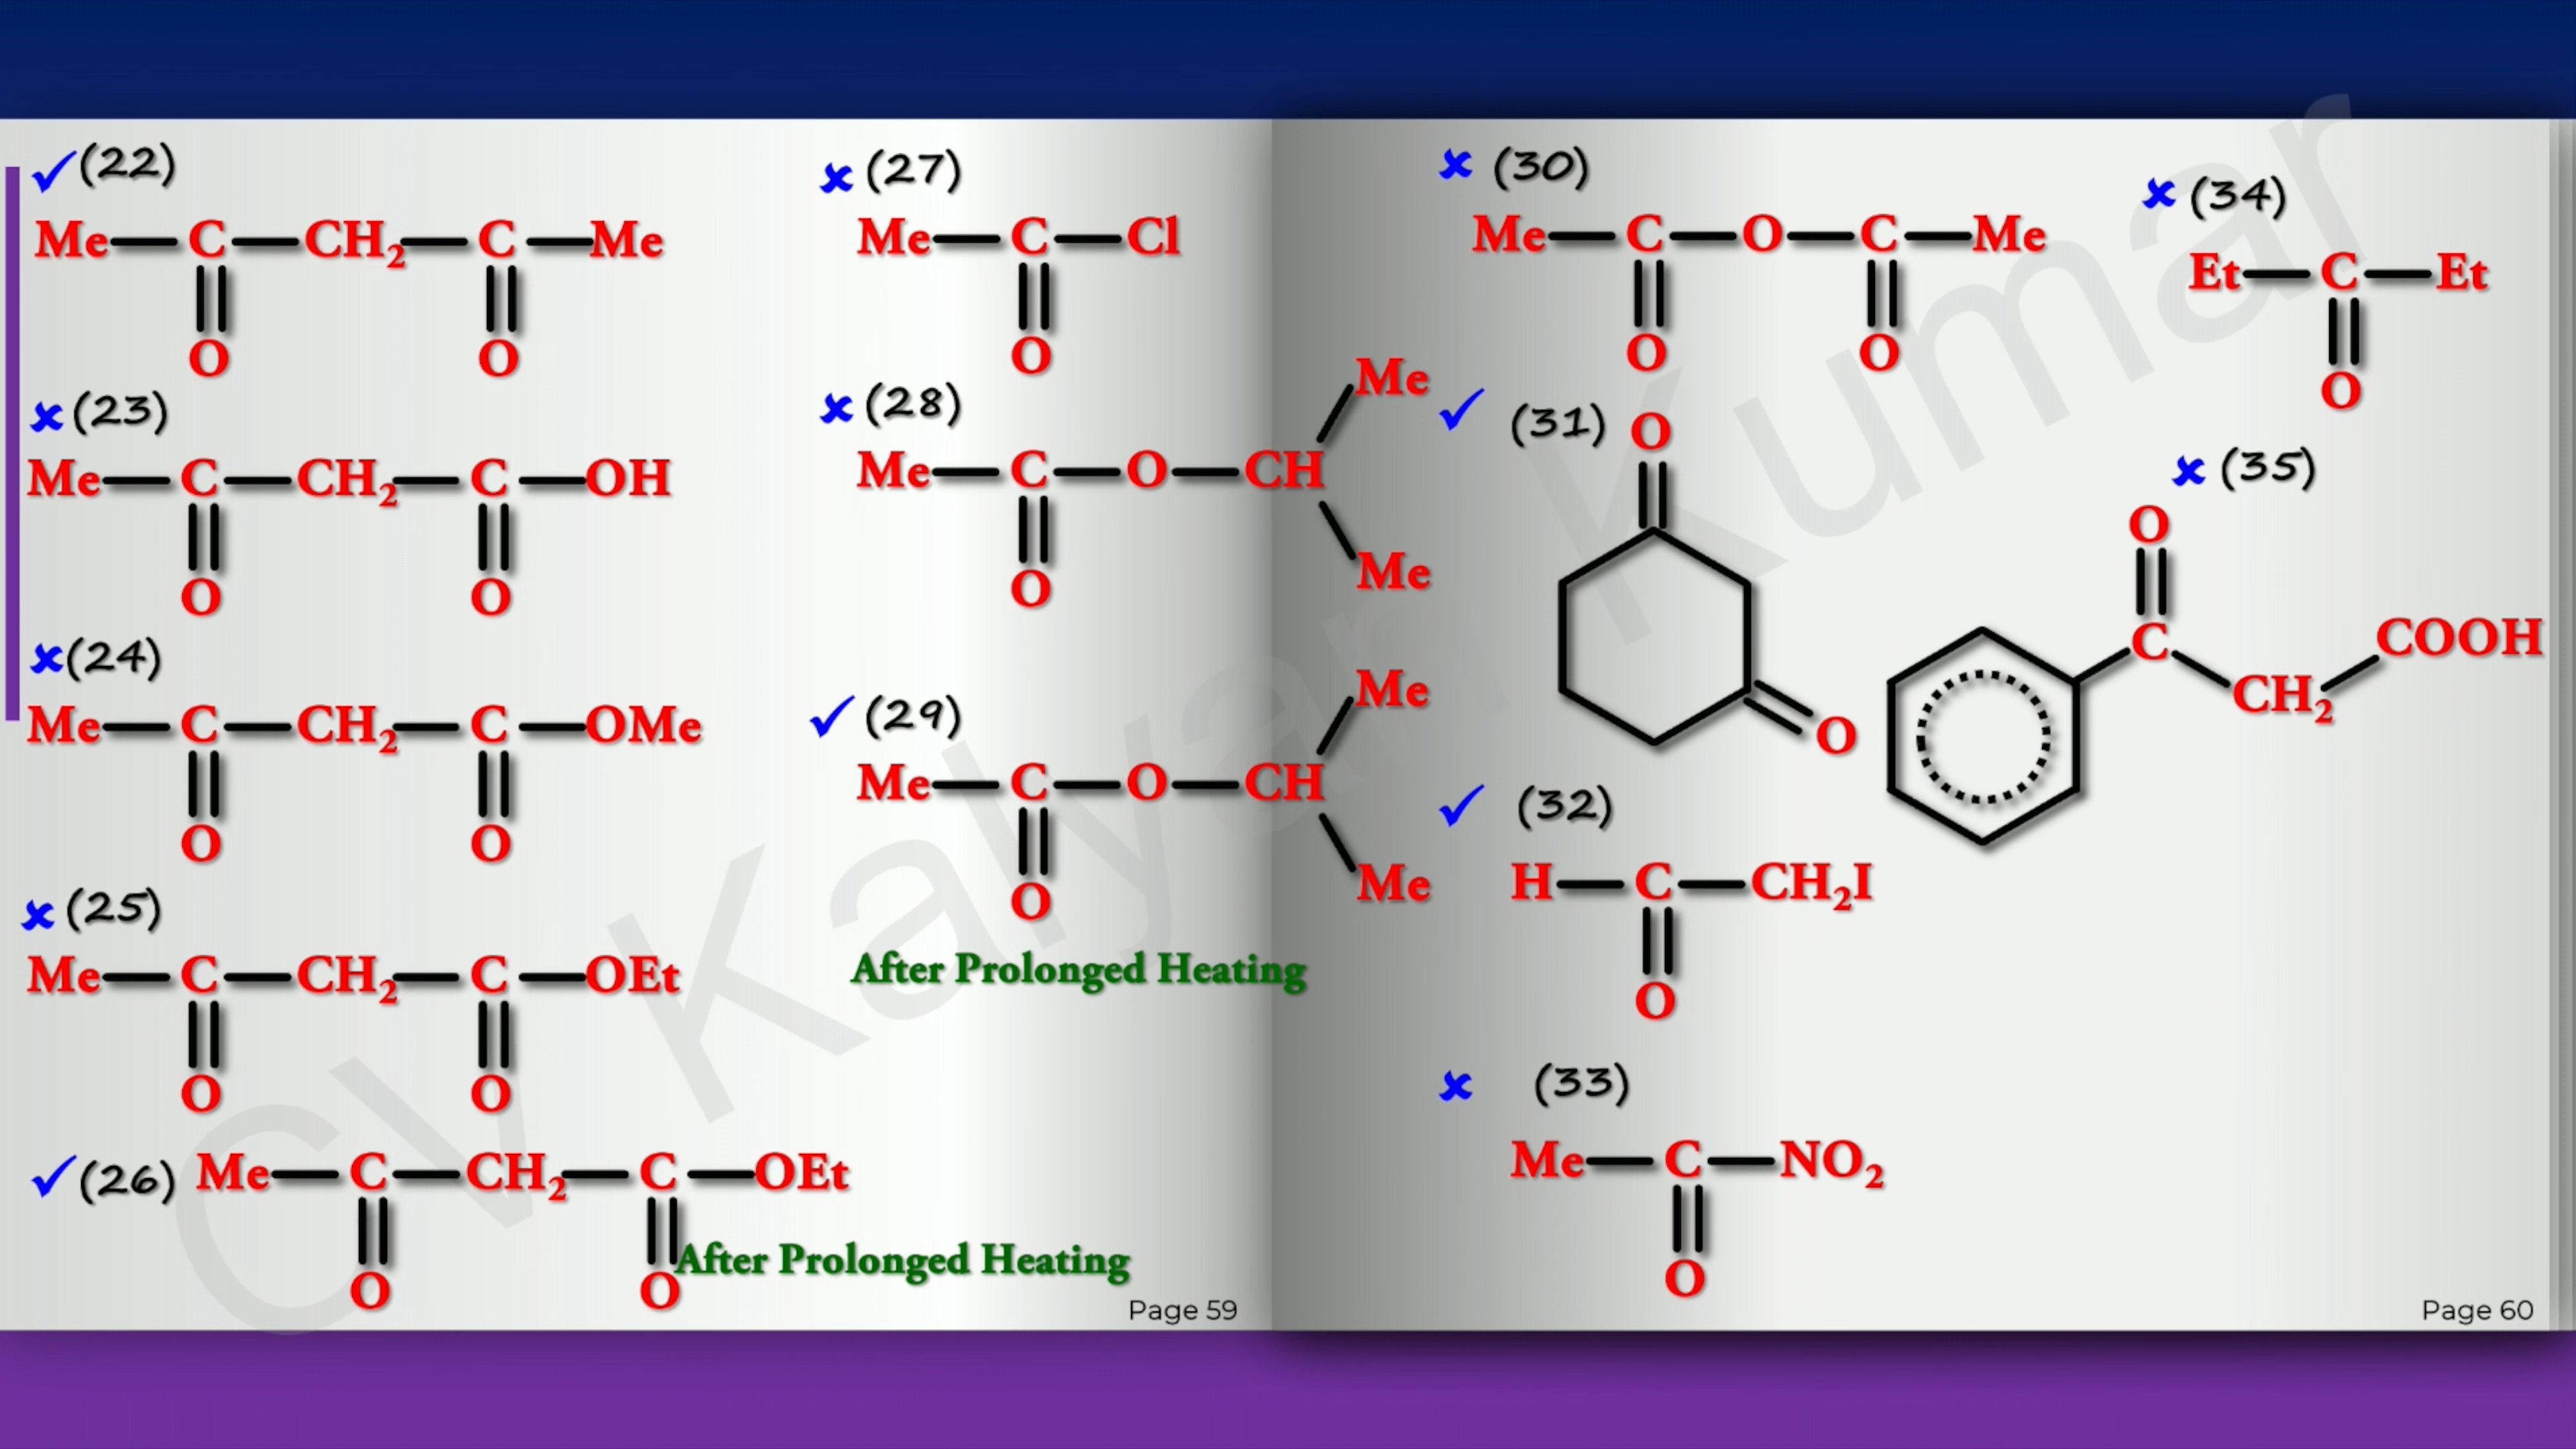 (22)
Me—C—CH₂—C—Me
O O
(23)
Me—C—CH₂—C—OH
O O
(24)
Me—C—CH₂—C—OMe
O O
(25)
Me—C—CH₂—C—OEt
O O
(26) Me—C—CH₂—C—OEt
O O
After Prolonged Heating
(27)
Me—C—Cl
O
(28)
Me
Me—C—O—CH
O
Me
(29)
Me
Me—C—O—CH
O
Me
After Prolonged Heating
Page 59
(30)
Me—C—O—C—Me
O O
(31)
O
O
(32)
H—C—CH₂I
O
(33)
Me—C—NO₂
O
(34)
Et—C—Et
O
(35)
O
C
CH₂
COOH
Page 60
CV Kalyan Kumar